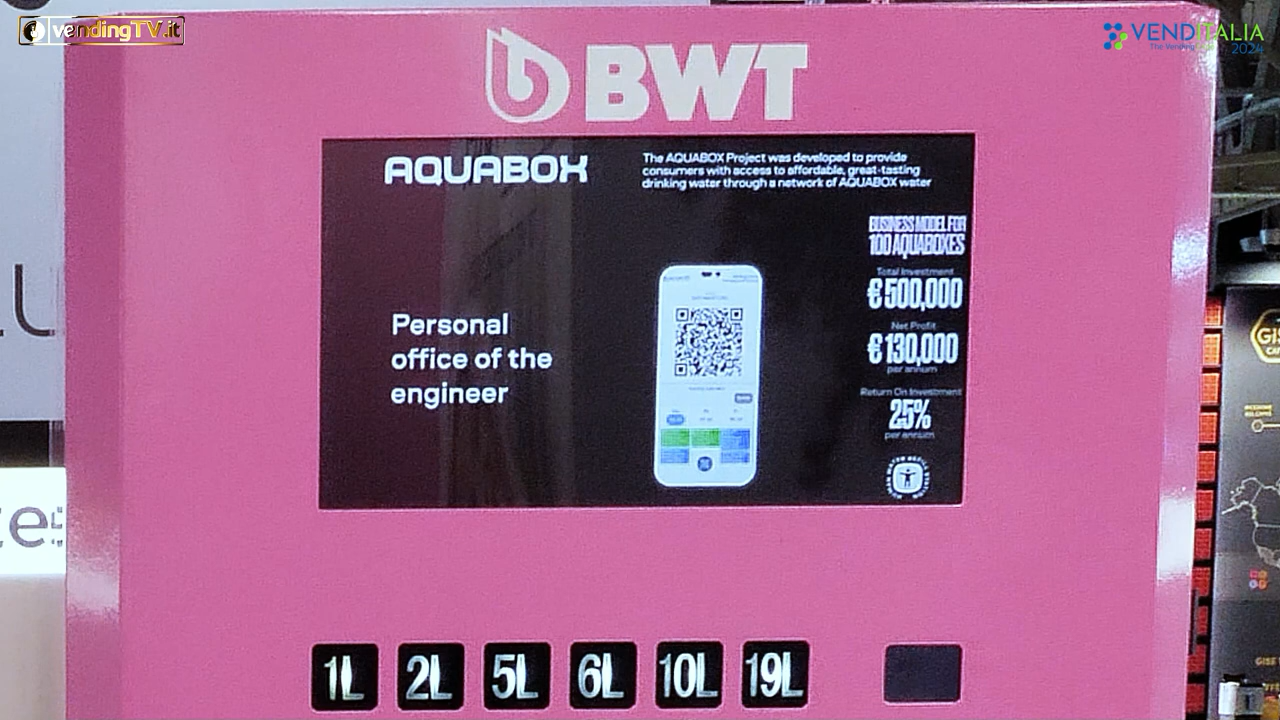 vendingTV.it
VENDITALIA
2024
BWT
AQUABOX
The AQUABOX Project was developed to provide
consumers with access to affordable, great-tasting
drinking water through a network of AQUABOX water
BUSINESS MODEL FOR
100 AQUABOXES
Total Investment
€500,000
Net Profit
€130,000
per annum
Return On Investment
25%
per annum
Personal
office of the
engineer
1L
2L
5L
6L
10L
19L